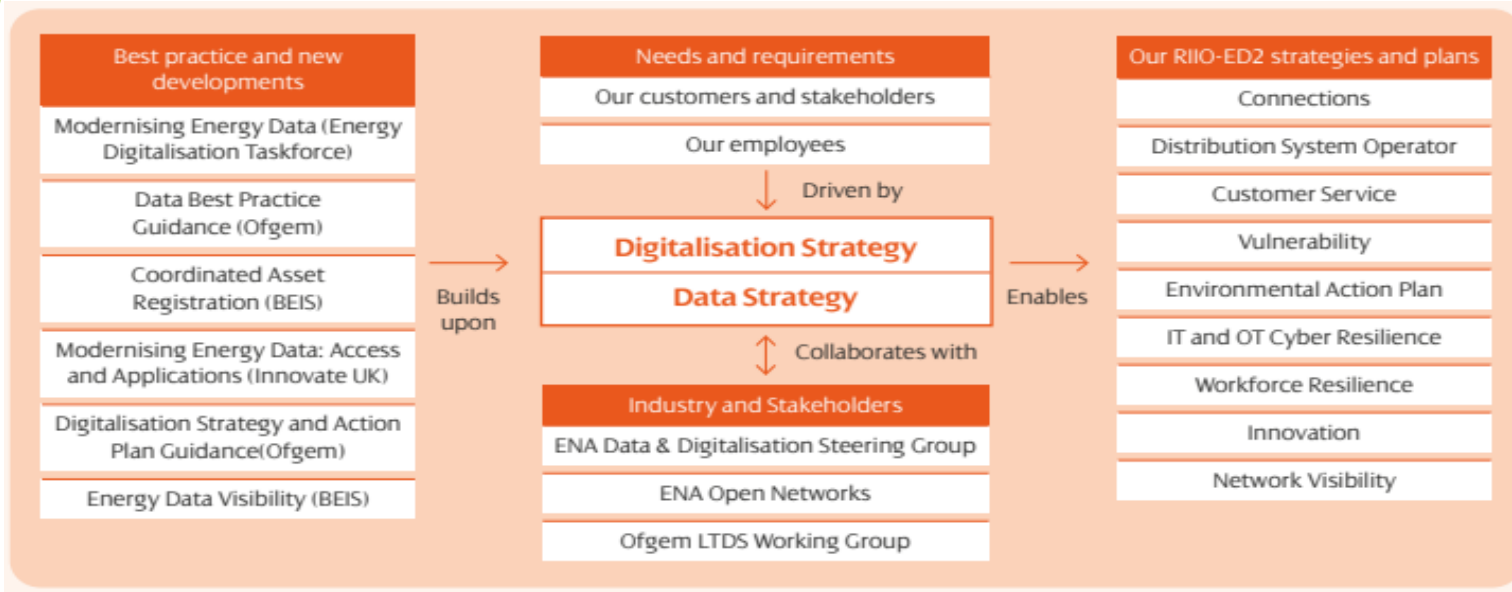 Best practice and new
developments
Modernising Energy Data (Energy
Digitalisation Taskforce)
Data Best Practice
Guidance (Ofgem)
Coordinated Asset
Registration (BEIS)
Modernising Energy Data: Access
and Applications (Innovate UK)
Digitalisation Strategy and Action
Plan Guidance(Ofgem)
Energy Data Visibility (BEIS)
Builds
upon
Needs and requirements
Our customers and stakeholders
Our employees
Driven by
Digitalisation Strategy
Data Strategy
Collaborates with
Industry and Stakeholders
ENA Data & Digitalisation Steering Group
ENA Open Networks
Ofgem LTDS Working Group
Enables
Our RIIO-ED2 strategies and plans
Connections
Distribution System Operator
Customer Service
Vulnerability
Environmental Action Plan
IT and OT Cyber Resilience
Workforce Resilience
Innovation
Network Visibility